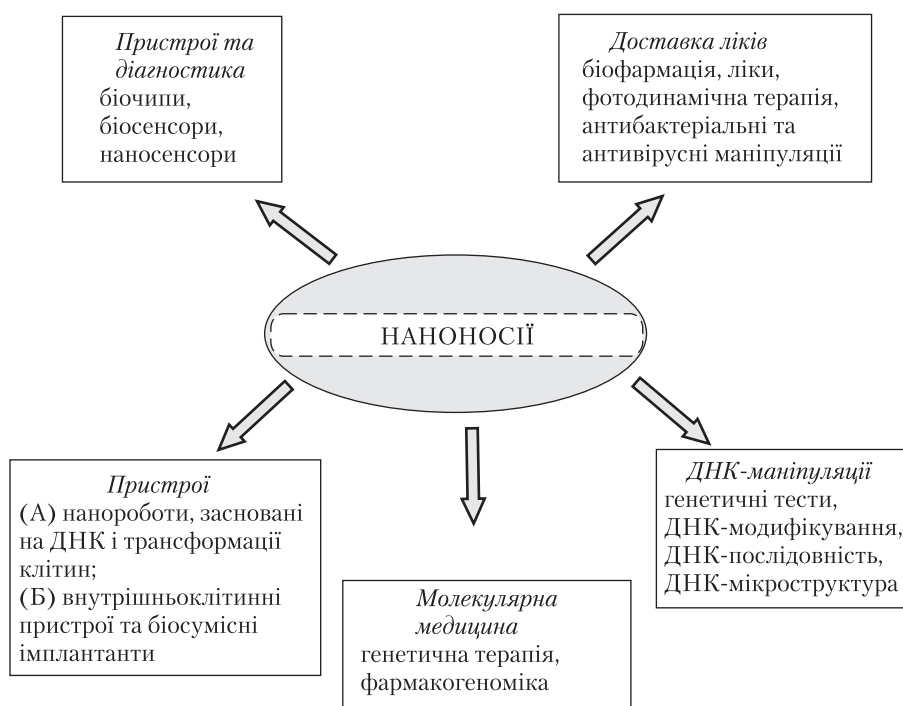 Пристрої та
діагностика
біочипи,
біосенсори,
наносенсори
Доставка ліків
біофармація, ліки,
фотодинамічна терапія,
антибактеріальні та
антивірусні маніпуляції
НАНОНОСІЇ
Пристрої
(А) нанороботи, засновані
на ДНК і трансформації
клітин;
(Б) внутрішньоклітинні
пристрої та біосумісні
імплантанти
Молекулярна
медицина
генетична терапія,
фармакогеноміка
ДНК-маніпуляції
генетичні тести,
ДНК-модифікування,
ДНК-послідовність,
ДНК-мікроструктура